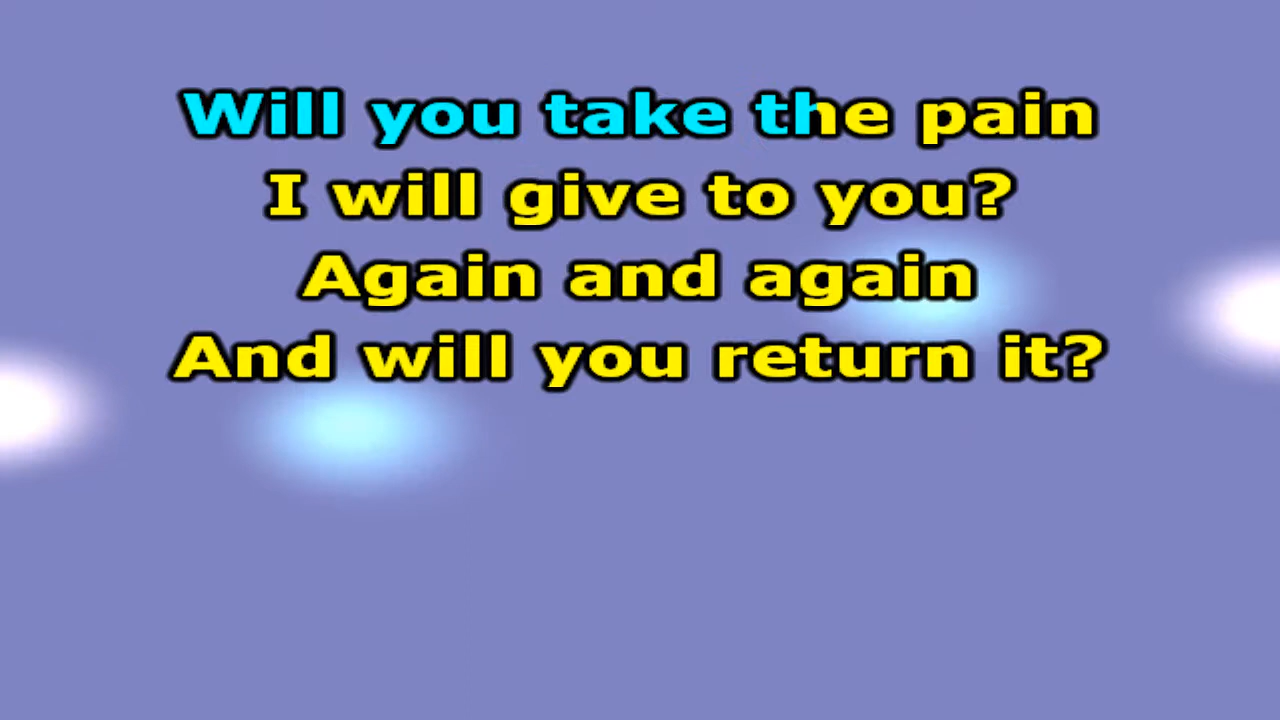 Will you take the pain
I will give to you?
Again and again
And will you return it?